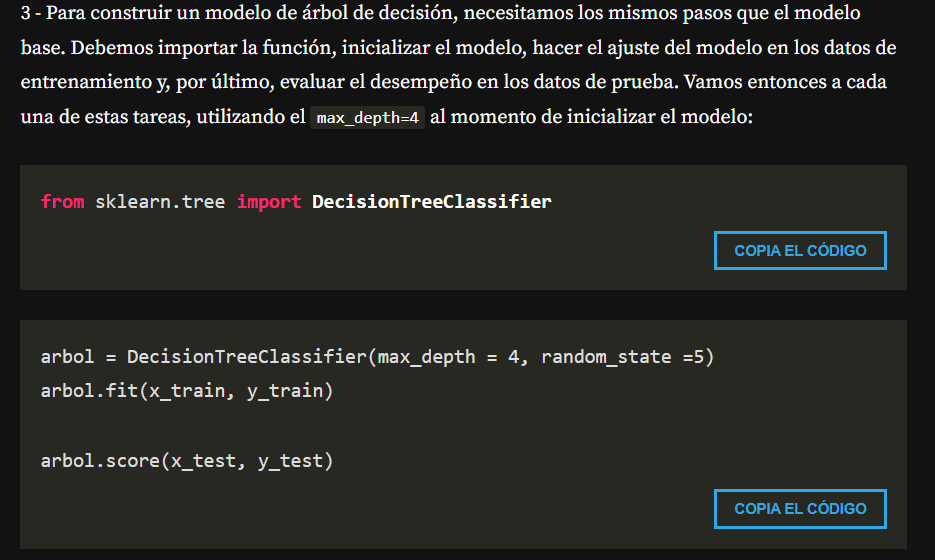 3 - Para construir un modelo de árbol de decisión, necesitamos los mismos pasos que el modelo
base. Debemos importar la función, inicializar el modelo, hacer el ajuste del modelo en los datos de
entrenamiento y, por último, evaluar el desempeño en los datos de prueba. Vamos entonces a cada
una de estas tareas, utilizando el max_depth=4 al momento de inicializar el modelo:
from sklearn.tree import DecisionTreeClassifier
COPIA EL CÓDIGO
arbol = DecisionTreeClassifier(max_depth = 4, random_state =5)
arbol.fit(x_train, y_train)
arbol.score(x_test, y_test)
COPIA EL CÓDIGO